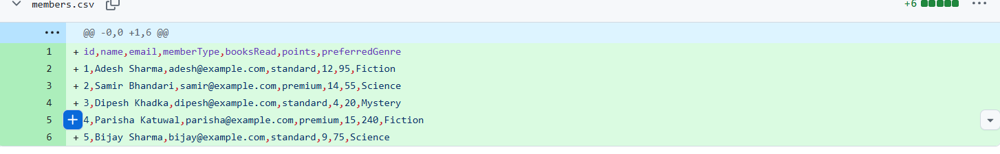 members.csv +6 ...
... @@ -0,0 +1,6 @@
1 + id,name,email,memberType,booksRead,points,preferredGenre
2 + 1,Adesh Sharma,adesh@example.com,standard,12,95,Fiction
3 + 2,Samir Bhandari,samir@example.com,premium,14,55,Science
4 + 3,Dipesh Khadka,dipesh@example.com,standard,4,20,Mystery
5 + 4,Parisha Katuwal,parisha@example.com,premium,15,240,Fiction
6 + 5,Bijay Sharma,bijay@example.com,standard,9,75,Science